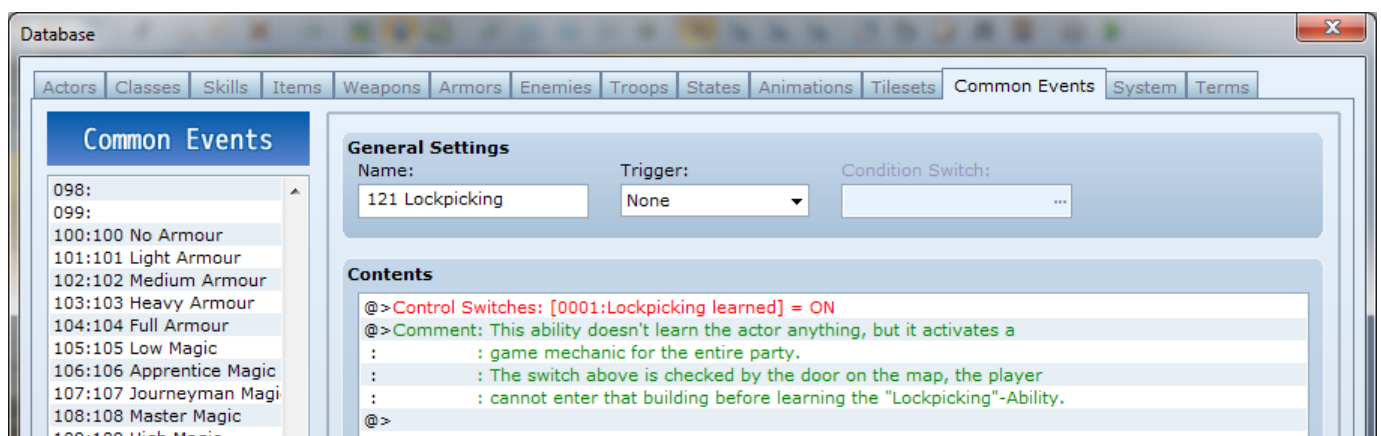 Database
Actors Classes Skills Items Weapons Armors Enemies Troops States Animations Tilesets Common Events System Terms
Common Events
098:
099:
100:100 No Armour
101:101 Light Armour
102:102 Medium Armour
103:103 Heavy Armour
104:104 Full Armour
105:105 Low Magic
106:106 Apprentice Magic
107:107 Journeyman Magi
108:108 Master Magic
General Settings
Name: Trigger: Condition Switch:
121 Lockpicking None ...
Contents
@>Control Switches: [0001:Lockpicking learned] = ON
@>Comment: This ability doesn't learn the actor anything, but it activates a
: : game mechanic for the entire party.
: : The switch above is checked by the door on the map, the player
: : cannot enter that building before learning the "Lockpicking"-Ability.
@>